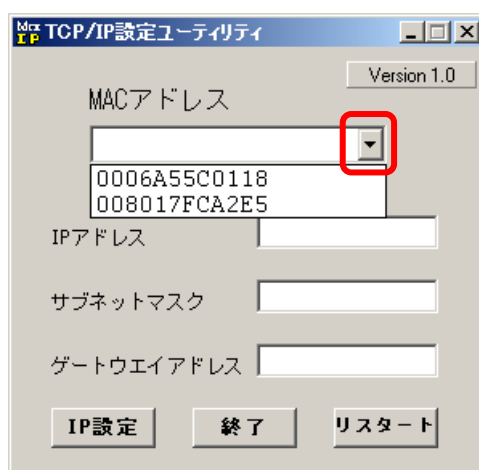 Mcx IP TCP/IP設定ユーティリティ
Version 1.0
MACアドレス
0006A55C0118
008017FCA2E5
IPアドレス
サブネットマスク
ゲートウエイアドレス
IP設定 終了 リスタート